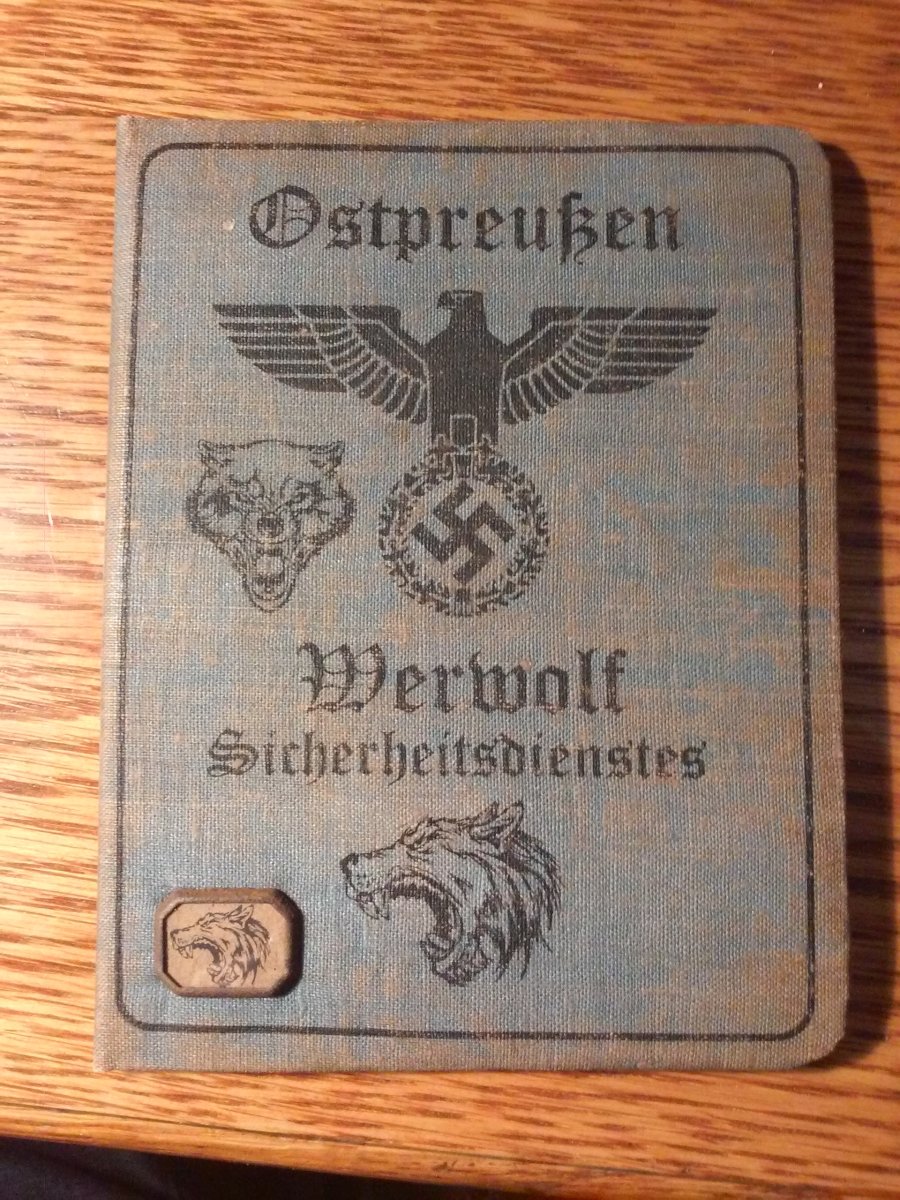 Ostpreußen
Werwolf
Sicherheitsdienstes